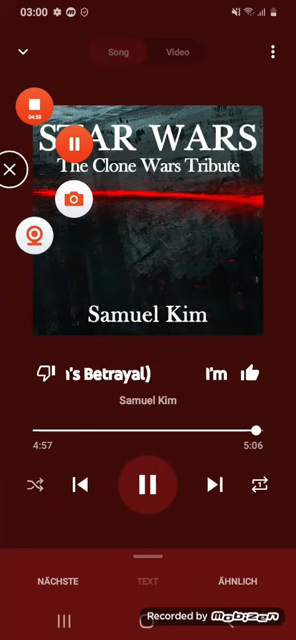 03:00
Song Video
04:58
STAR WARS
The Clone Wars Tribute
Samuel Kim
's Betrayal) I'm
Samuel Kim
4:57 5:06
1
NÄCHSTE TEXT ÄHNLICH
Recorded by mobizen